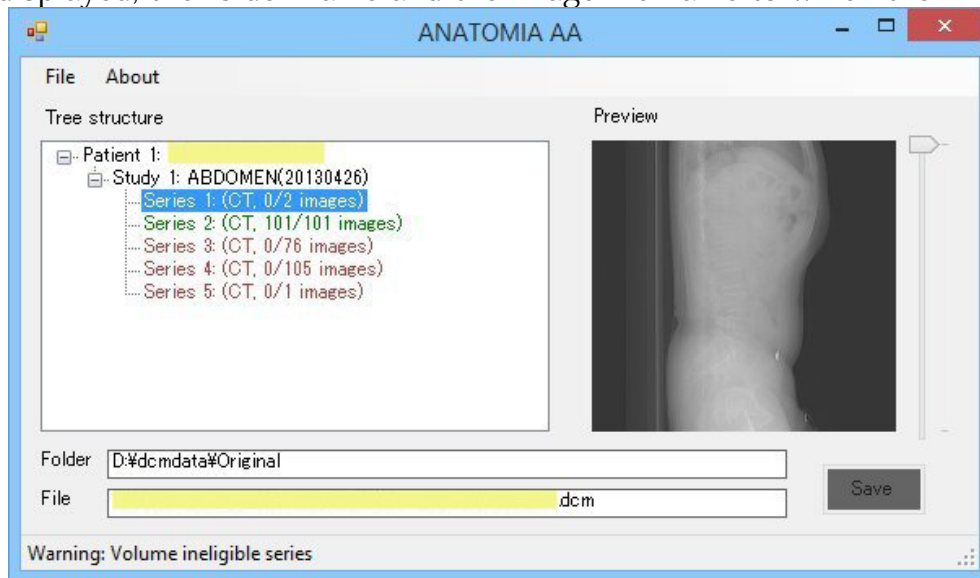 ANATOMIA AA
File About
Tree structure
Preview
Patient 1:
Study 1: ABDOMEN(20130426)
Series 1: (CT, 0/2 images)
Series 2: (CT, 101/101 images)
Series 3: (CT, 0/76 images)
Series 4: (CT, 0/105 images)
Series 5: (CT, 0/1 images)
Folder D:¥dcmdata¥Original
File .dcm
Save
Warning: Volume ineligible series